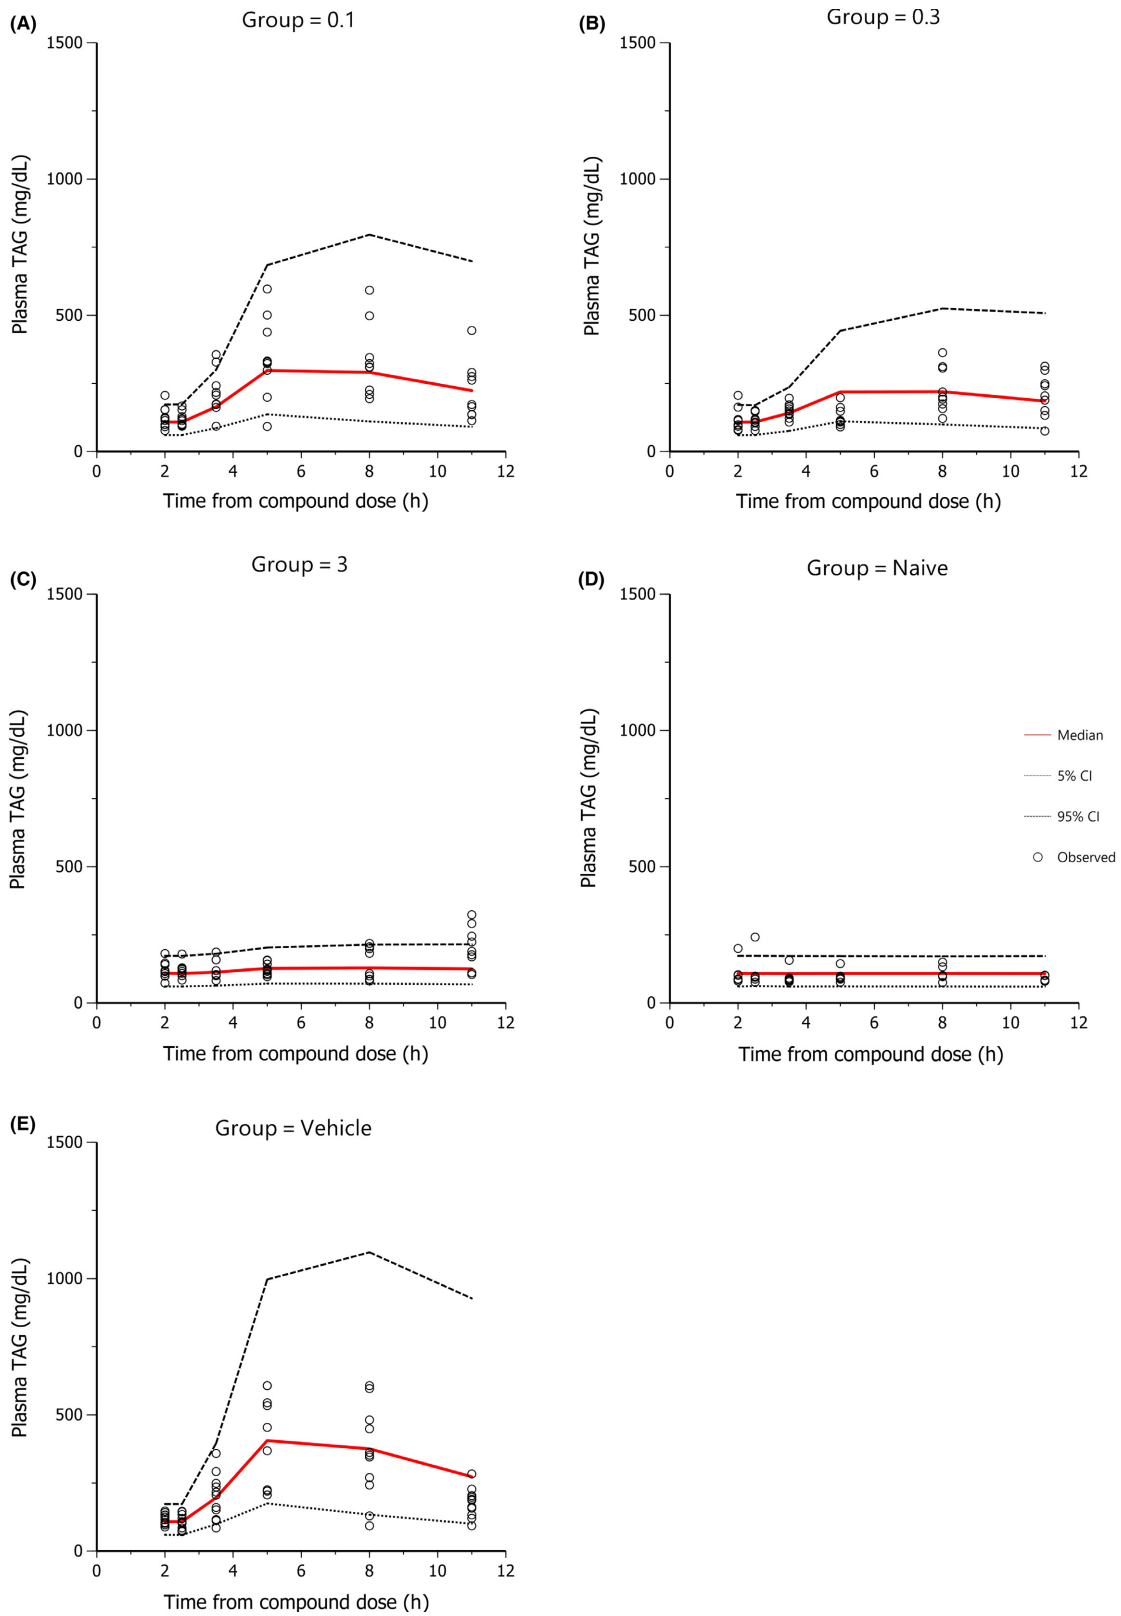 (A)
Group = 0.1
1500
1000
500
0
Plasma TAG (mg/dL)
0 2 4 6 8 10 12
Time from compound dose (h)
(B)
Group = 0.3
1500
1000
500
0
Plasma TAG (mg/dL)
0 2 4 6 8 10 12
Time from compound dose (h)
(C)
Group = 3
1500
1000
500
0
Plasma TAG (mg/dL)
0 2 4 6 8 10 12
Time from compound dose (h)
(D)
Group = Naive
1500
1000
500
0
Plasma TAG (mg/dL)
0 2 4 6 8 10 12
Time from compound dose (h)
Median
5% CI
95% CI
Observed
(E)
Group = Vehicle
1500
1000
500
0
Plasma TAG (mg/dL)
0 2 4 6 8 10 12
Time from compound dose (h)